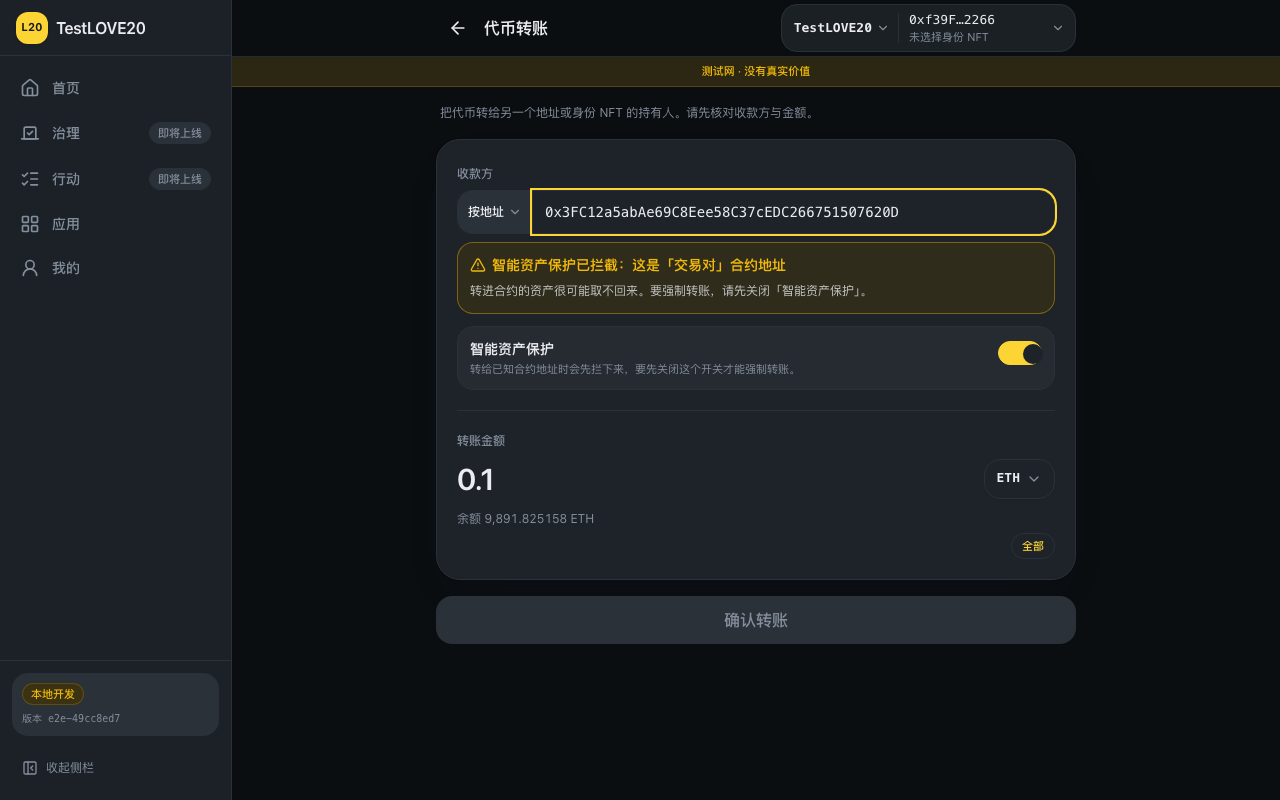 L20 TestLOVE20
首页
治理 即将上线
行动 即将上线
应用
我的
本地开发
版本 e2e-49cc8ed7
收起侧栏
代币转账
TestLOVE20
0xf39F…2266
未选择身份 NFT
测试网 · 没有真实价值
把代币转给另一个地址或身份 NFT 的持有人。请先核对收款方与金额。
收款方
按地址 0x3FC12a5abAe69C8Eee58C37cEDC266751507620D
智能资产保护已拦截：这是「交易对」合约地址
转进合约的资产很可能取不回来。要强制转账，请先关闭「智能资产保护」。
智能资产保护
转给已知合约地址时会先拦下来，要先关闭这个开关才能强制转账。
转账金额
0.1 ETH
余额 9,891.825158 ETH
全部
确认转账